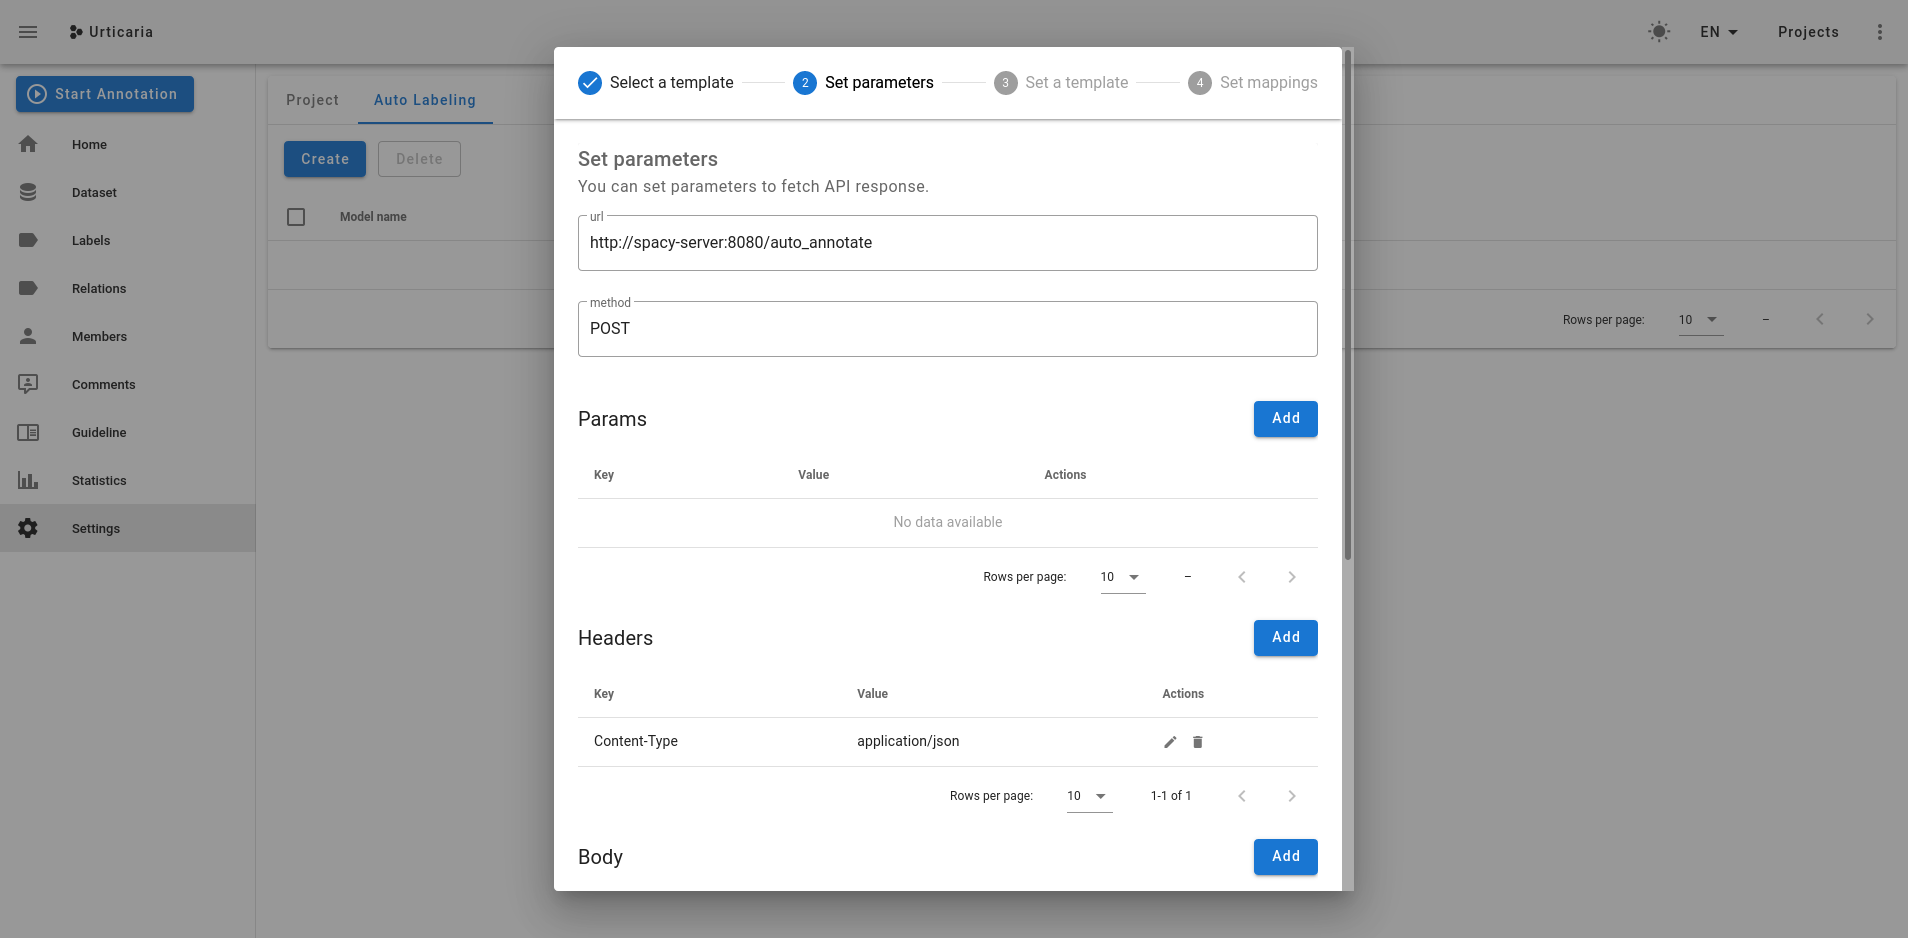 Urticaria
EN
Projects
Start Annotation
Home
Dataset
Labels
Relations
Members
Comments
Guideline
Statistics
Settings
Project
Auto Labeling
Create
Delete
Model name
Rows per page:
10
–
Select a template
2
Set parameters
3
Set a template
4
Set mappings
Set parameters
You can set parameters to fetch API response.
url
http://spacy-server:8080/auto_annotate
method
POST
Params
Add
Key
Value
Actions
No data available
Rows per page:
10
–
Headers
Add
Key
Value
Actions
Content-Type
application/json
Rows per page:
10
1-1 of 1
Body
Add